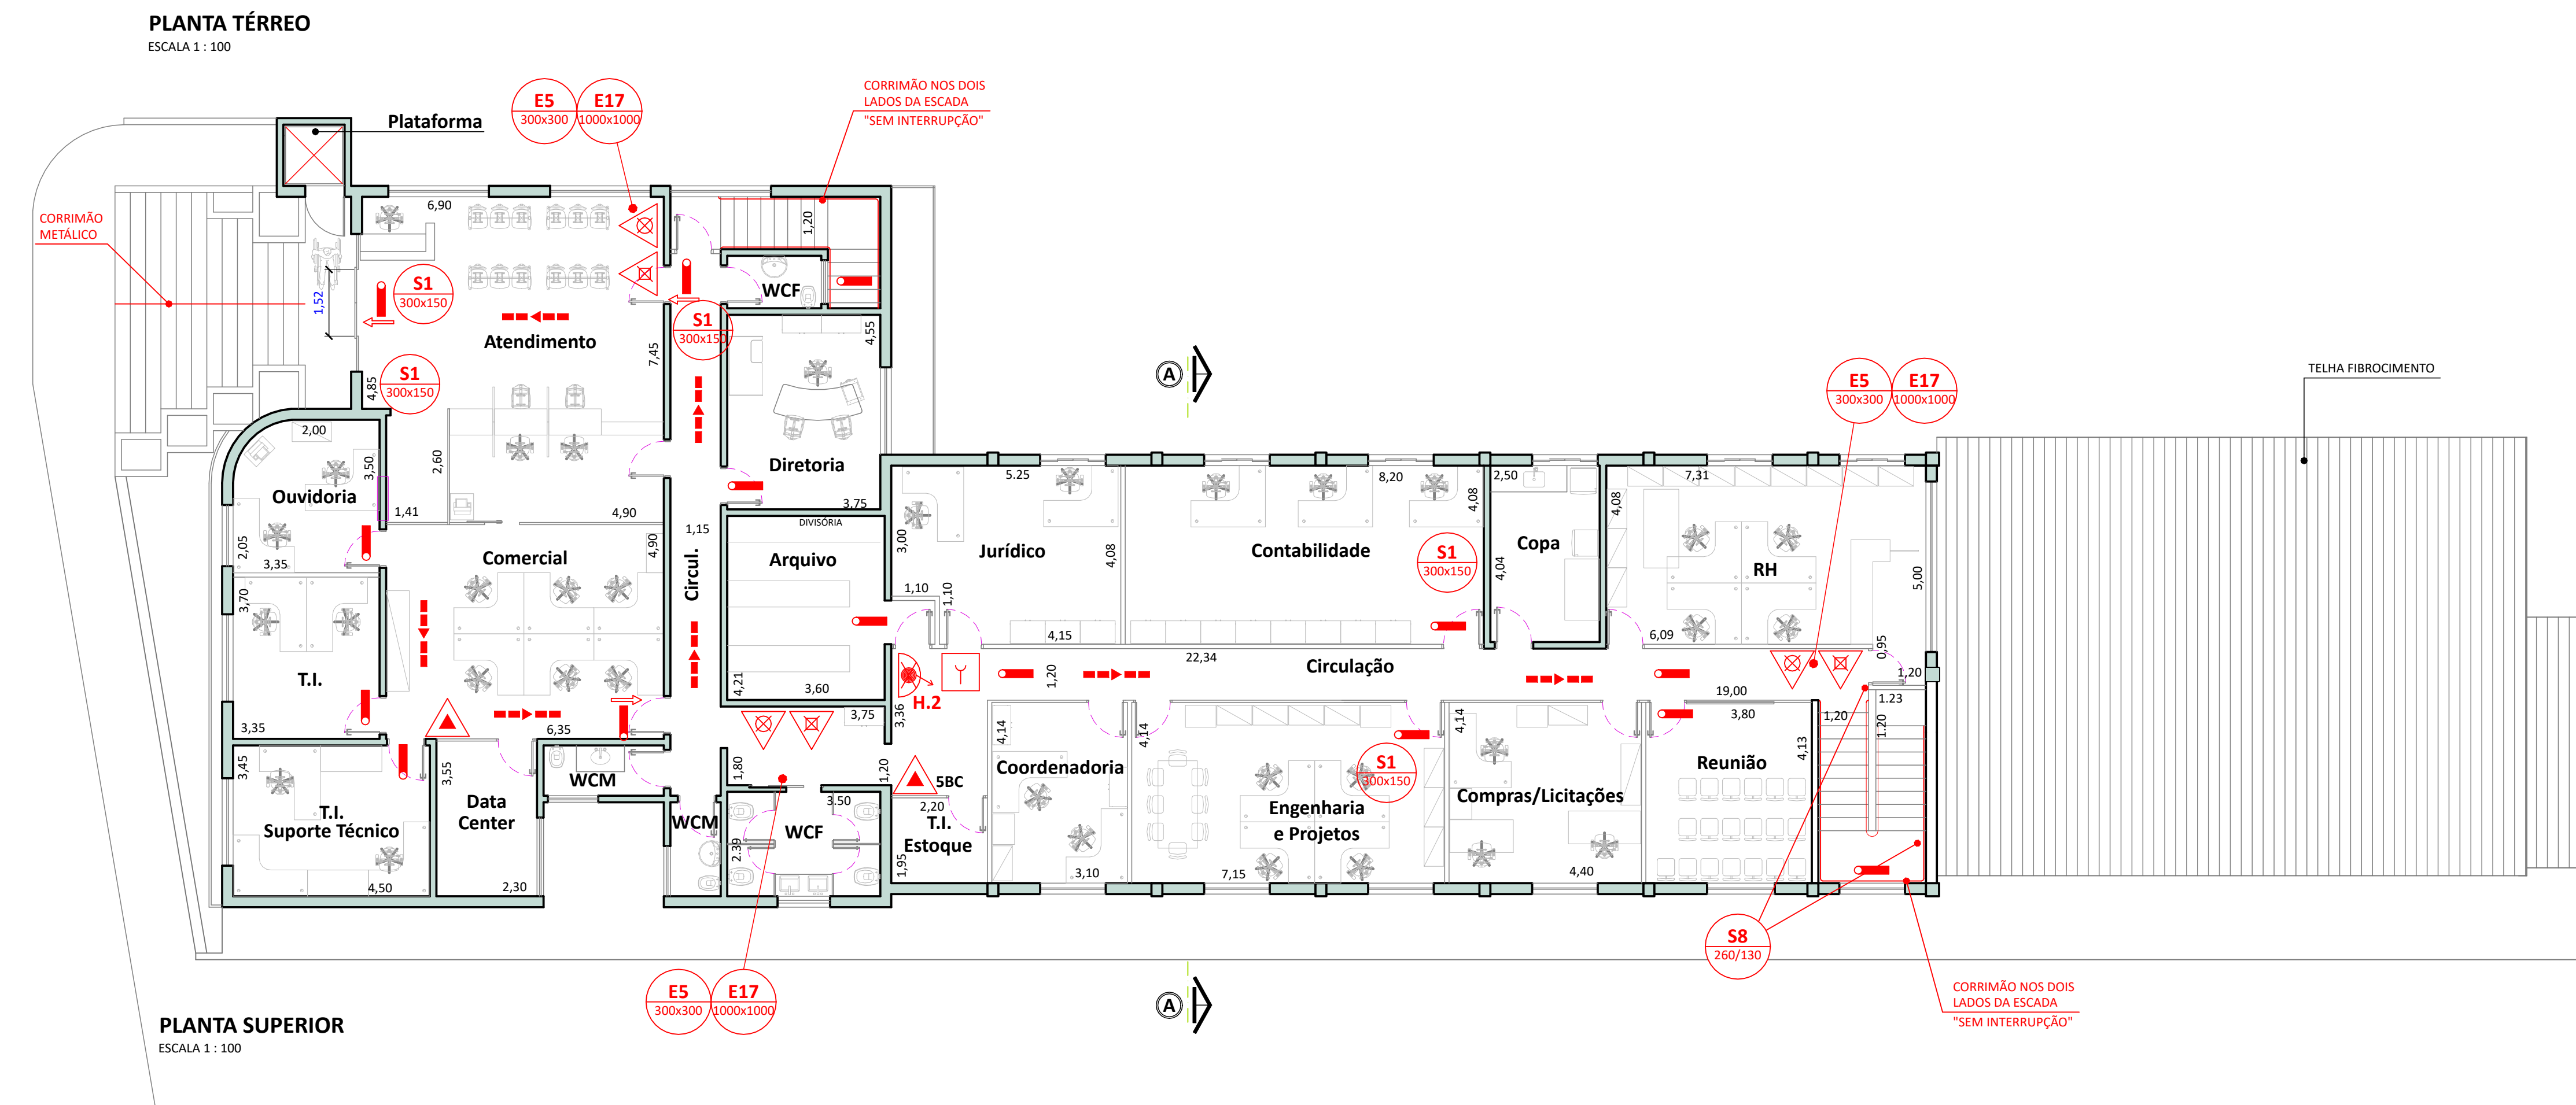 PLANTA TÉRREO
ESCALA 1 : 100
CORRIMÃO NOS DOIS
LADOS DA ESCADA
"SEM INTERRUPÇÃO"
E5
300x300
E17
1000x1000
Plataforma
CORRIMÃO
METÁLICO
6,90
1,20
S1
300x150
1,52
WCF
S1
300x150
4,55
Atendimento
7,45
S1
300x150
4,85
A
E5
300x300
E17
1000x1000
TELHA FIBROCIMENTO
2,00
3,50
2,60
Ouvidoria
1,41
4,90
2,05
3,35
Diretoria
3,75
DIVISÓRIA
1,15
Circul.
Comercial
4,90
Arquivo
3,00
5.25
Jurídico
4,08
1,10
1,10
4,15
8,20
4,08
Contabilidade
S1
300x150
2,50
Copa
4,04
4,08
7,31
RH
5,00
6,09
0,95
1,20
3,70
T.I.
3,35
4,21
3,60
22,34
Circulação
1,20
H.2
19,00
1.23
6,35
3,75
3,36
4,14
4,14
4,14
3,80
1,20
1.20
4,13
3,45
T.I.
Suporte Técnico
4,50
3,55
Data
Center
2,30
WCM
WCM
1,80
3.50
1,20
WCF
2.39
5BC
2,20
T.I.
Estoque
1,95
Coordenadoria
3,10
Engenharia
e Projetos
7,15
S1
300x150
Compras/Licitações
4,40
Reunião
S8
260/130
E5
300x300
E17
1000x1000
A
CORRIMÃO NOS DOIS
LADOS DA ESCADA
"SEM INTERRUPÇÃO"
PLANTA SUPERIOR
ESCALA 1 : 100